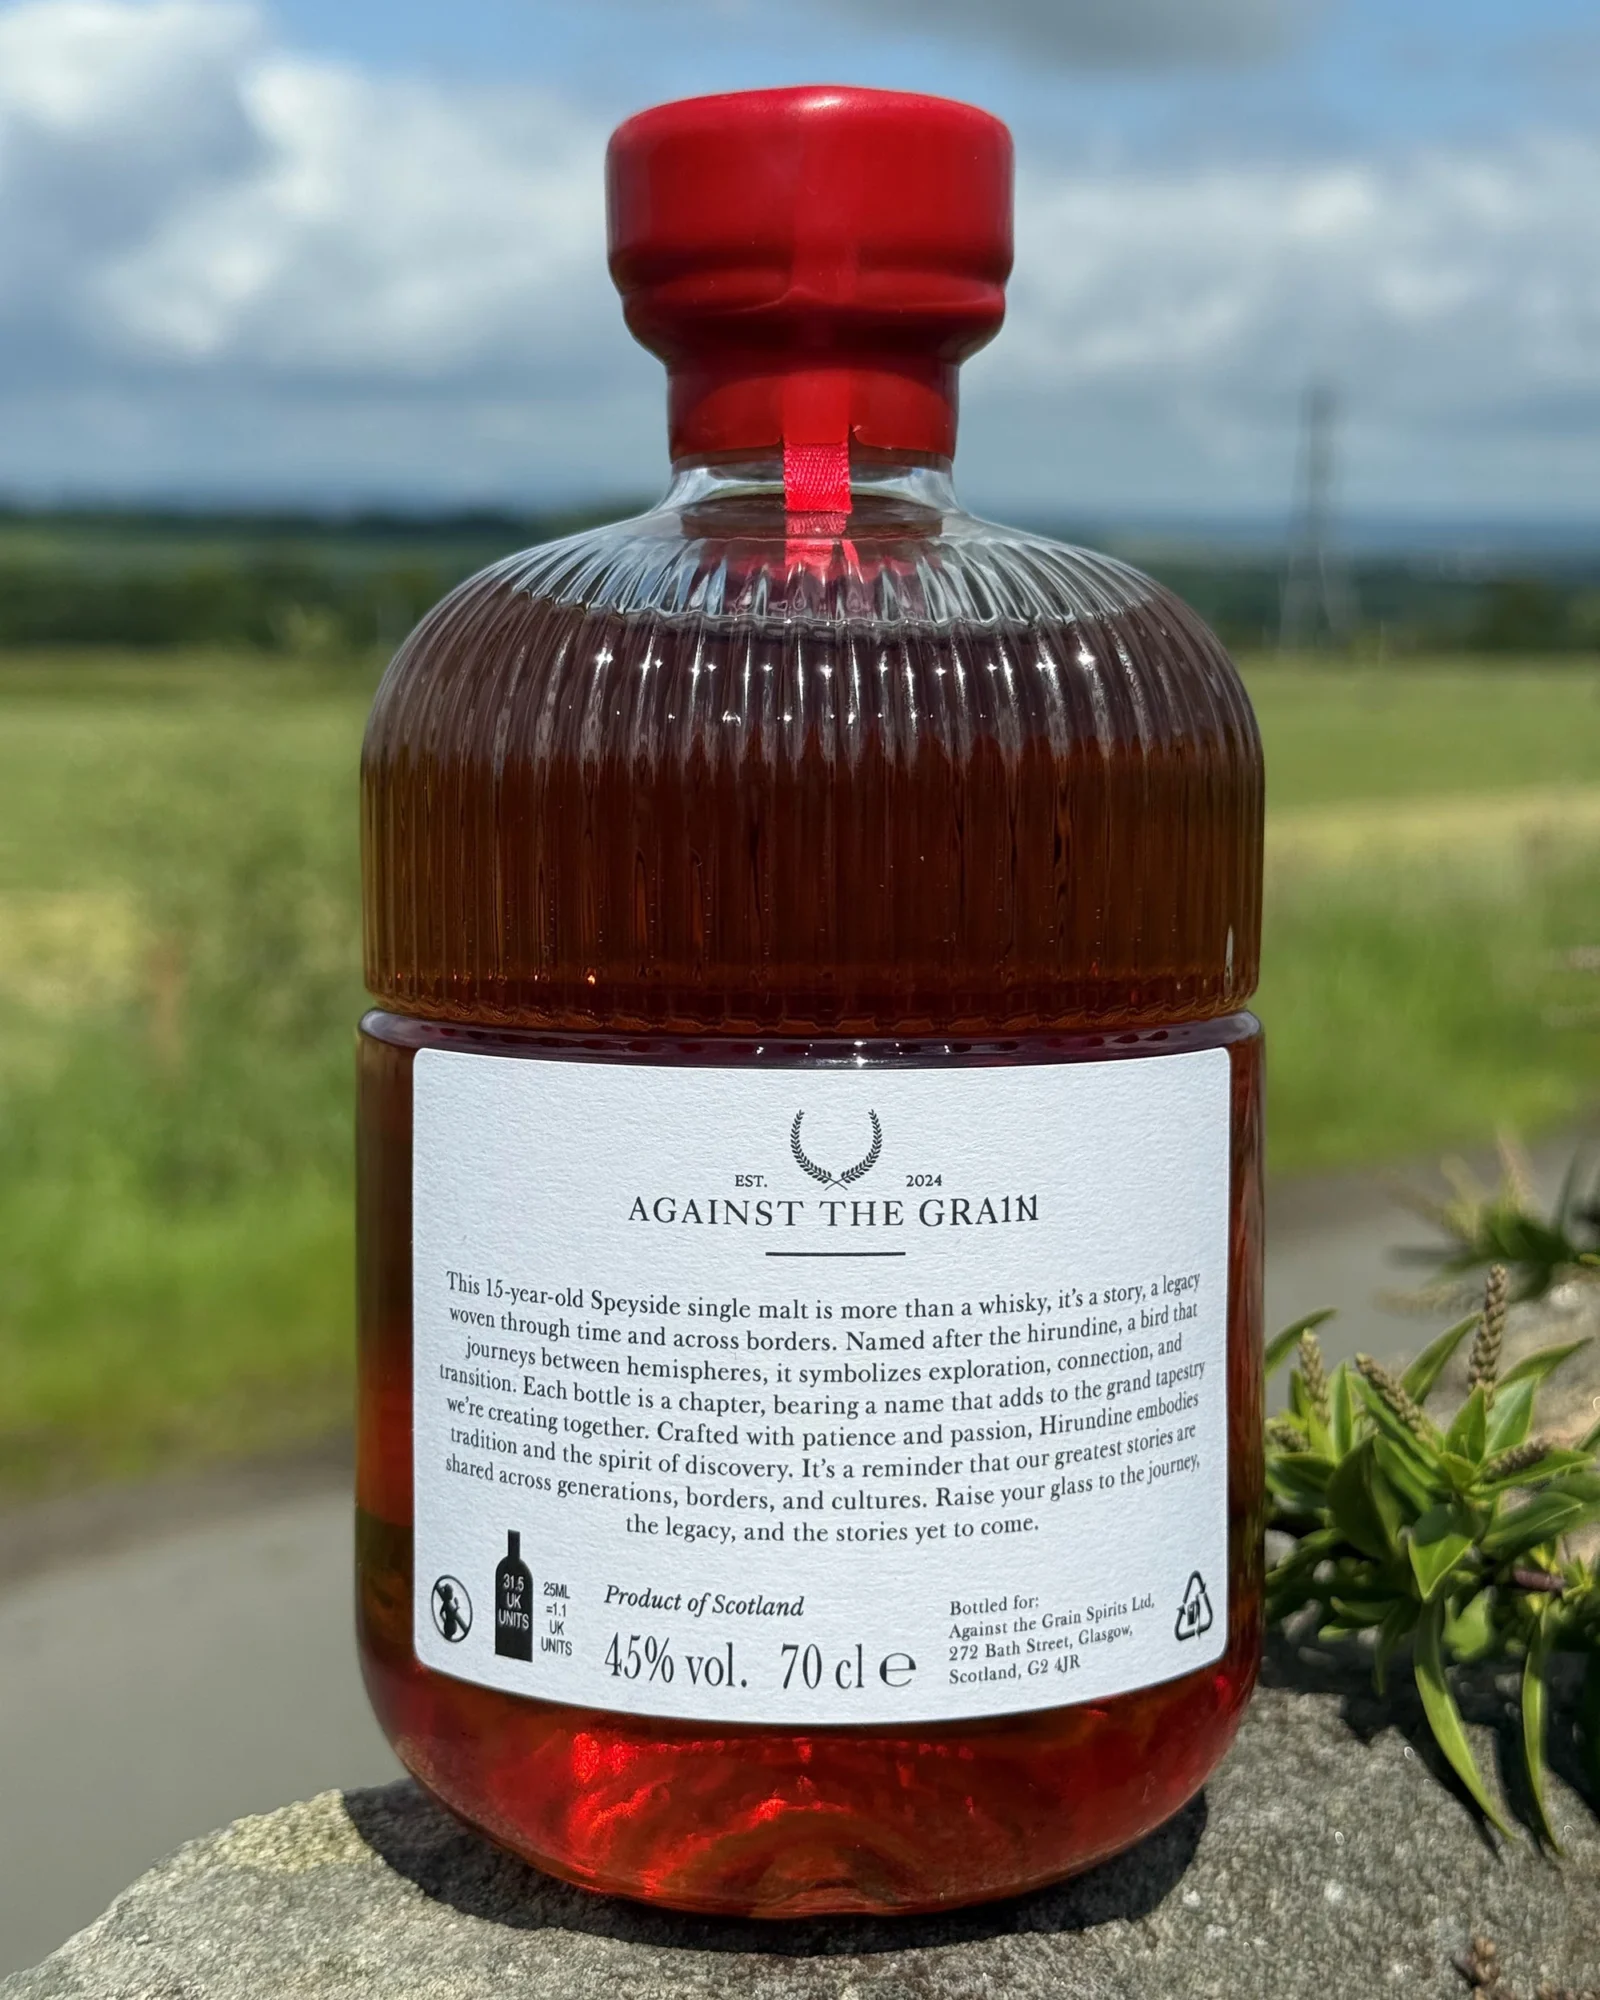 EST. 2024
AGAINST THE GRA1N
This 15-year-old Speyside single malt is more than a whisky, it's a story, a legacy
woven through time and across borders. Named after the hirundine, a bird that
journeys between hemispheres, it symbolizes exploration, connection, and
transition. Each bottle is a chapter, bearing a name that adds to the grand tapestry
we're creating together. Crafted with patience and passion, Hirundine embodies
tradition and the spirit of discovery. It's a reminder that our greatest stories are
shared across generations, borders, and cultures. Raise your glass to the journey,
the legacy, and the stories yet to come.
31.5
UK
UNITS
25ML
=1.1
UK
UNITS
Product of Scotland
45% vol. 70 cl ℮
Bottled for:
Against the Grain Spirits Ltd,
272 Bath Street, Glasgow,
Scotland, G2 4JR